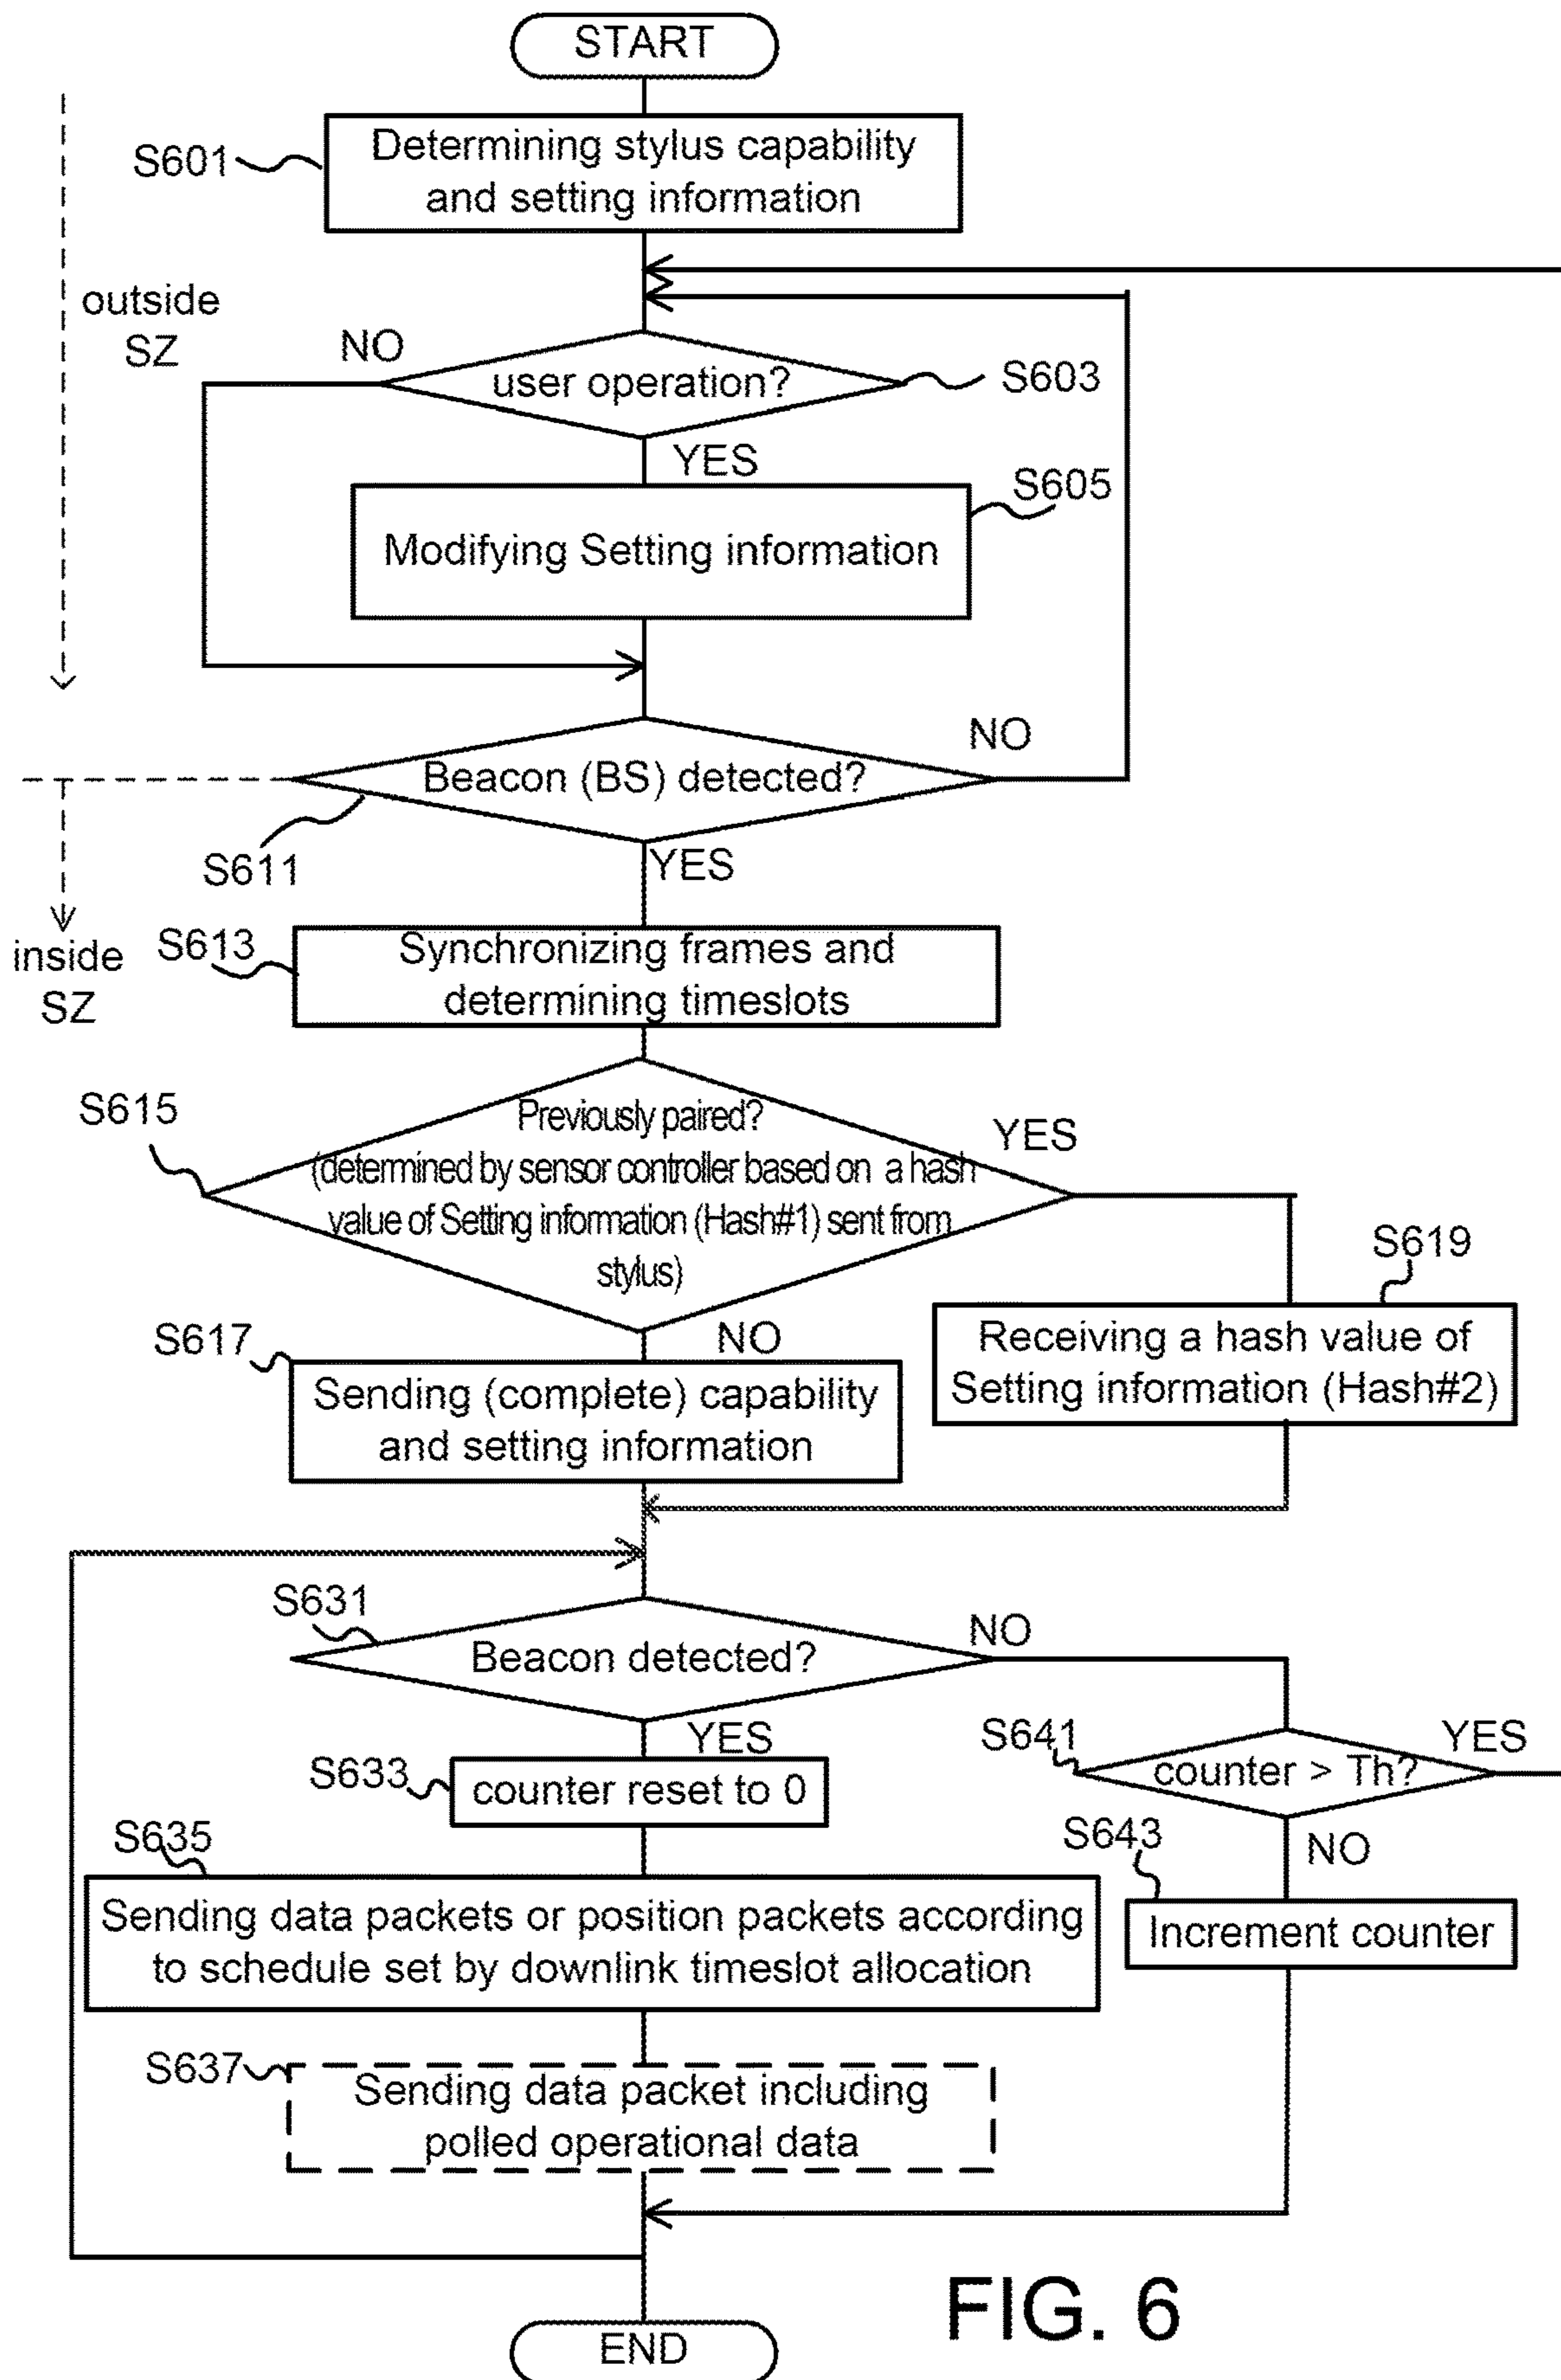 START
S601
Determining stylus capability
and setting information
outside
SZ
NO
user operation?
S603
YES
S605
Modifying Setting information
NO
Beacon (BS) detected?
S611
YES
inside
SZ
S613
Synchronizing frames and
determining timeslots
S615
Previously paired?
(determined by sensor controller based on a hash
value of Setting information (Hash#1) sent from
stylus)
YES
S619
Receiving a hash value of
Setting information (Hash#2)
S617
NO
Sending (complete) capability
and setting information
S631
NO
Beacon detected?
YES
S641
YES
counter > Th?
S633
counter reset to 0
S643
NO
Increment counter
S635
Sending data packets or position packets according
to schedule set by downlink timeslot allocation
S637
Sending data packet including
polled operational data
FIG. 6
END